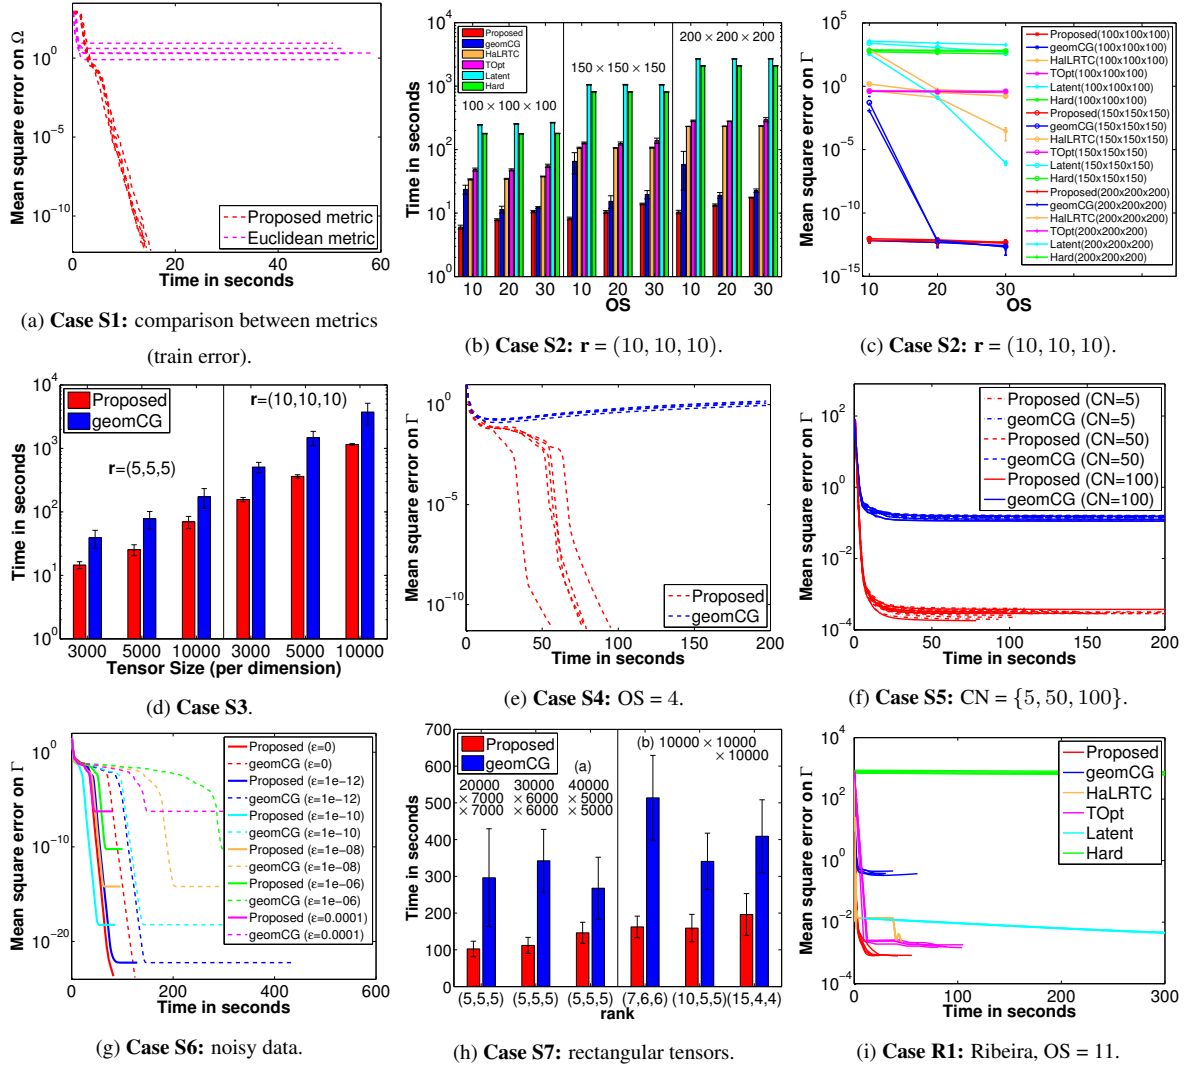 Mean square error on Ω
10^0
10^-5
10^-10
Proposed metric
Euclidean metric
0 20 40 60
Time in seconds
(a) Case S1: comparison between metrics
(train error).
Time in seconds
10^4
10^3
10^2
10^1
10^0
Proposed
geomCG
HaLRTC
TOpt
Latent
Hard
100 × 100 × 100
150 × 150 × 150
200 × 200 × 200
10 20 30 10 20 30 10 20 30
OS
(b) Case S2: r = (10, 10, 10).
Mean square error on Γ
10^5
10^0
10^-5
10^-10
10^-15
Proposed(100x100x100)
geomCG(100x100x100)
HaLRTC(100x100x100)
TOpt(100x100x100)
Latent(100x100x100)
Hard(100x100x100)
Proposed(150x150x150)
geomCG(150x150x150)
HaLRTC(150x150x150)
TOpt(150x150x150)
Latent(150x150x150)
Hard(150x150x150)
Proposed(200x200x200)
geomCG(200x200x200)
HaLRTC(200x200x200)
TOpt(200x200x200)
Latent(200x200x200)
Hard(200x200x200)
10 20 30
OS
(c) Case S2: r = (10, 10, 10).
Time in seconds
10^4
10^3
10^2
10^1
10^0
Proposed
geomCG
r=(5,5,5)
r=(10,10,10)
3000 5000 10000 3000 5000 10000
Tensor Size (per dimension)
(d) Case S3.
Mean square error on Γ
10^0
10^-5
10^-10
Proposed
geomCG
0 50 100 150 200
Time in seconds
(e) Case S4: OS = 4.
Mean square error on Γ
10^2
10^0
10^-2
10^-4
Proposed (CN=5)
geomCG (CN=5)
Proposed (CN=50)
geomCG (CN=50)
Proposed (CN=100)
geomCG (CN=100)
0 50 100 150 200
Time in seconds
(f) Case S5: CN = {5, 50, 100}.
Mean square error on Γ
10^0
10^-10
10^-20
Proposed (ε=0)
geomCG (ε=0)
Proposed (ε=1e-12)
geomCG (ε=1e-12)
Proposed (ε=1e-10)
geomCG (ε=1e-10)
Proposed (ε=1e-08)
geomCG (ε=1e-08)
Proposed (ε=1e-06)
geomCG (ε=1e-06)
Proposed (ε=0.0001)
geomCG (ε=0.0001)
0 200 400 600
Time in seconds
(g) Case S6: noisy data.
Time in seconds
700
600
500
400
300
200
100
0
Proposed
geomCG
(a)
20000 30000 40000
×7000 ×6000 ×5000
×7000 ×6000 ×5000
(b) 10000 × 10000
× 10000
(5,5,5) (5,5,5) (5,5,5) (7,6,6) (10,5,5) (15,4,4)
rank
(h) Case S7: rectangular tensors.
Mean square error on Γ
10^4
10^2
10^0
10^-2
10^-4
Proposed
geomCG
HaLRTC
TOpt
Latent
Hard
0 100 200 300
Time in seconds
(i) Case R1: Ribeira, OS = 11.